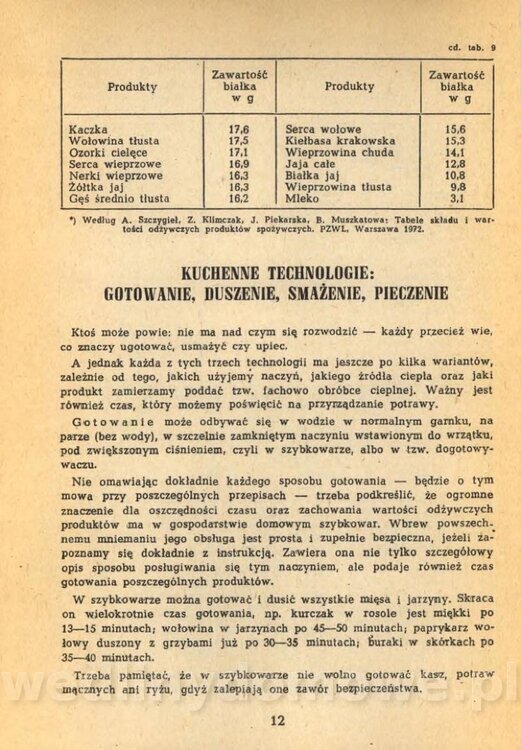 cd. tab. 9
Produkty Zawartość białka w g Produkty Zawartość białka w g
Kaczka 17,6 Serca wołowe 15,6
Wołowina tłusta 17,5 Kiełbasa krakowska 15,3
Ozorki cielęce 17,1 Wieprzowina chuda 14,1
Serca wieprzowe 16,9 Jaja całe 12,8
Nerki wieprzowe 16,3 Białka jaj 10,8
Żółtka jaj 16,3 Wieprzowina tłusta 9,8
Gęś średnio tłusta 16,2 Mleko 3,1
*) Według A. Szczygieł, Z. Klimczak, J. Piekarska, B. Muszkatowa: Tabele składu i war-
tości odżywczych produktów spożywczych. PZWL, Warszawa 1972.
KUCHENNE TECHNOLOGIE:
GOTOWANIE, DUSZENIE, SMAŻENIE, PIECZENIE
Ktoś może powie: nie ma nad czym się rozwodzić — każdy przecież wie,
co znaczy ugotować, usmażyć czy upiec.
A jednak każda z tych trzech technologii ma jeszcze po kilka wariantów,
zależnie od tego, jakich użyjemy naczyń, jakiego źródła ciepła oraz jaki
produkt zamierzamy poddać tzw. fachowo obróbce cieplnej. Ważny jest
również czas, który możemy poświęcić na przyrządzanie potrawy.
Gotowanie może odbywać się w wodzie w normalnym garnku, na
parze (bez wody), w szczelnie zamkniętym naczyniu wstawionym do wrzątku,
pod zwiększonym ciśnieniem, czyli w szybkowarze, albo w tzw. dogotowy-
waczu.
Nie omawiając dokładnie każdego sposobu gotowania — będzie o tym
mowa przy poszczególnych przepisach — trzeba podkreślić, że ogromne
znaczenie dla oszczędności czasu oraz zachowania wartości odżywczych
produktów ma w gospodarstwie domowym szybkowar. Wbrew powszech-
nemu mniemaniu jego obsługa jest prosta i zupełnie bezpieczna, jeżeli za-
poznamy się dokładnie z instrukcją. Zawiera ona nie tylko szczegółowy
opis sposobu posługiwania się tym naczyniem, ale podaje również czas
gotowania poszczególnych produktów.
W szybkowarze można gotować i dusić wszystkie mięsa i jarzyny. Skraca
on wielokrotnie czas gotowania, np. kurczak w rosole jest miękki po
13—15 minutach; wołowina w jarzynach po 45—50 minutach; paprykarz wo-
łowy duszony z grzybami już po 30—35 minutach; buraki w skórkach po
35—40 minutach.
Trzeba pamiętać, że w szybkowarze nie wolno gotować kasz, potraw
mącznych ani ryżu, gdyż zalepiają one zawór bezpieczeństwa.
12